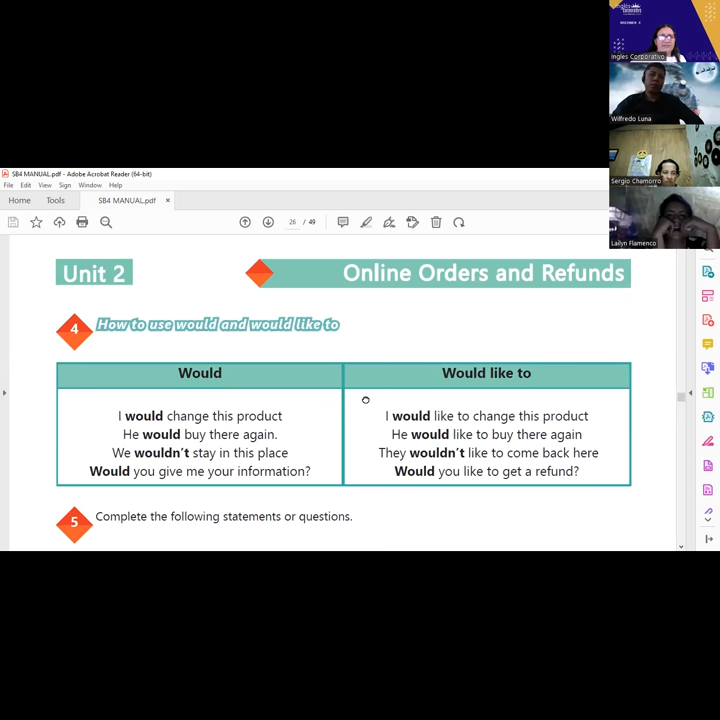 Inglés Corporativo
Wilfredo Luna
Sergio Chamorro
Lailyn Flamenco
SB4 MANUAL.pdf - Adobe Acrobat Reader (64-bit)
File Edit View Sign Window Help
Home Tools SB4 MANUAL.pdf ×
26 / 49
Unit 2 Online Orders and Refunds
4 How to use would and would like to
Would Would like to
I would change this product I would like to change this product
He would buy there again. He would like to buy there again
We wouldn't stay in this place They wouldn't like to come back here
Would you give me your information? Would you like to get a refund?
5 Complete the following statements or questions.